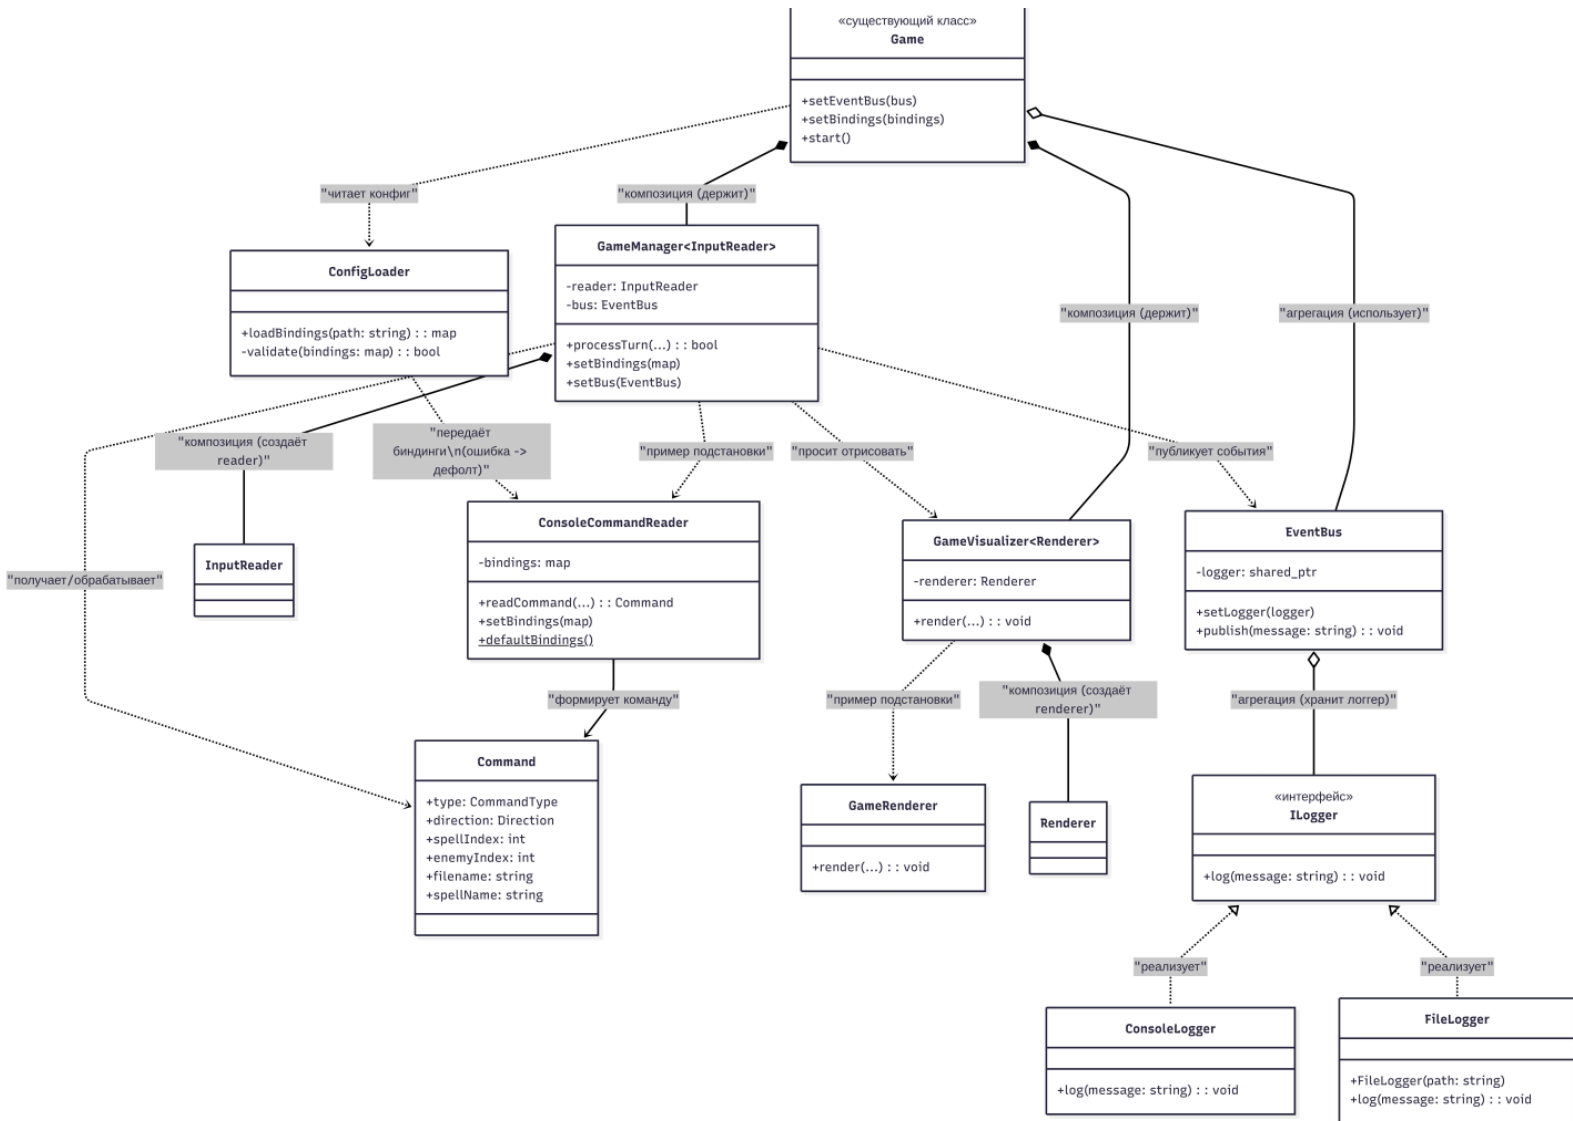 «существующий класс»
Game
+setEventBus(bus)
+setBindings(bindings)
+start()
"читает конфиг"
"композиция (держит)"
ConfigLoader
+loadBindings(path: string) : : map
-validate(bindings: map) : : bool
GameManager<InputReader>
-reader: InputReader
-bus: EventBus
+processTurn(...) : : bool
+setBindings(map)
+setBus(EventBus)
"композиция (держит)"
"агрегация (использует)"
"композиция (создаёт
reader)"
"передаёт
биндинги\n(ошибка ->
дефолт)"
"пример подстановки"
"просит отрисовать"
"публикует события"
"получает/обрабатывает"
InputReader
ConsoleCommandReader
-bindings: map
+readCommand(...) : : Command
+setBindings(map)
+defaultBindings()
GameVisualizer<Renderer>
-renderer: Renderer
+render(...) : : void
EventBus
-logger: shared_ptr
+setLogger(logger)
+publish(message: string) : : void
"формирует команду"
"пример подстановки"
"композиция (создаёт
renderer)"
"агрегация (хранит логгер)"
Command
+type: CommandType
+direction: Direction
+spellIndex: int
+enemyIndex: int
+filename: string
+spellName: string
GameRenderer
+render(...) : : void
Renderer
«интерфейс»
ILogger
+log(message: string) : : void
"реализует"
"реализует"
ConsoleLogger
+log(message: string) : : void
FileLogger
+FileLogger(path: string)
+log(message: string) : : void